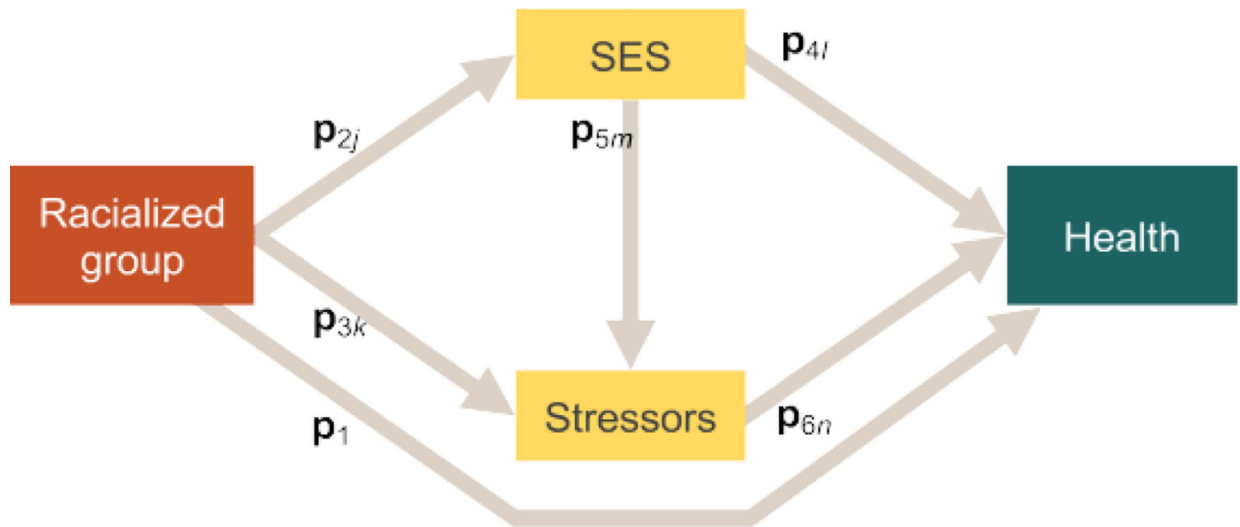 SES
p4l
p2j
p5m
Racialized
group
Health
p3k
Stressors
p1
p6n